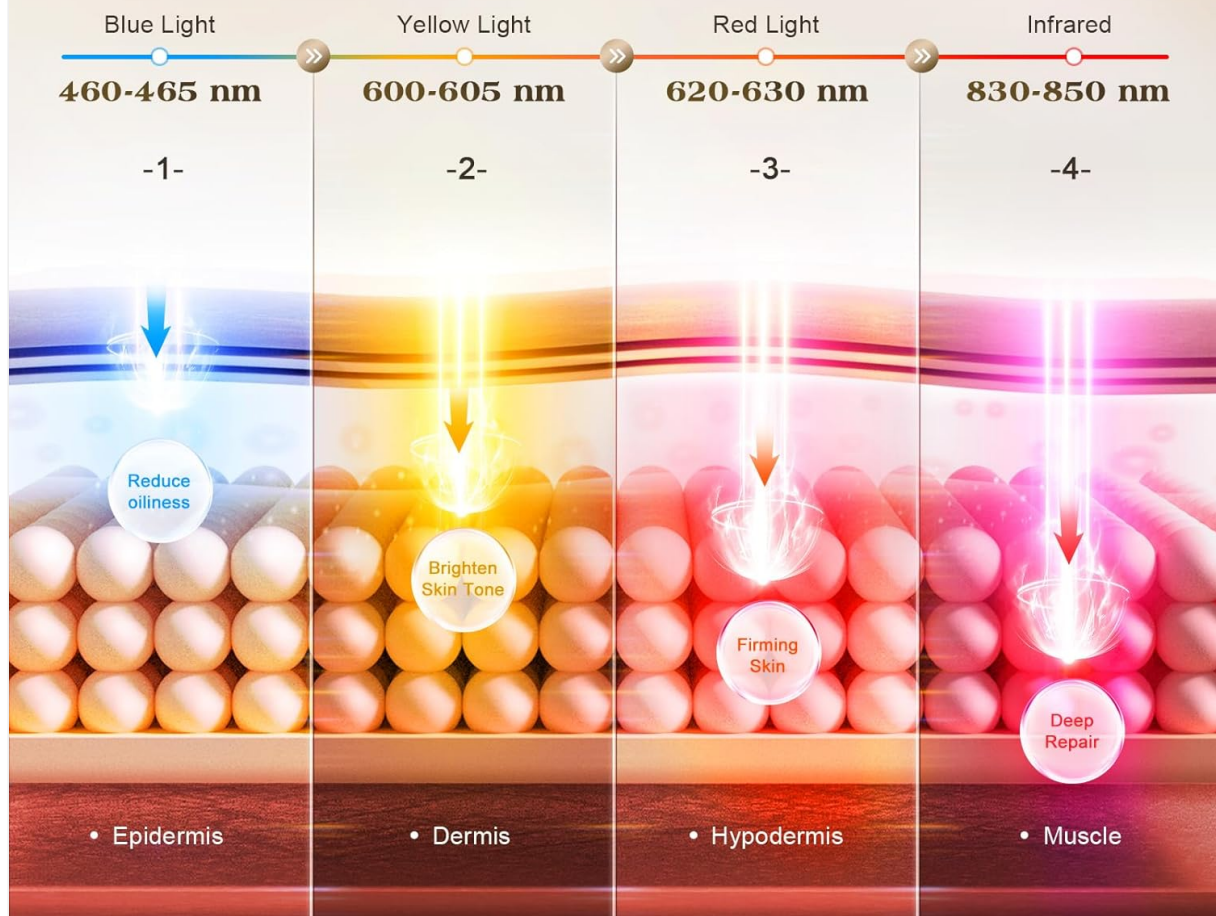 Blue Light
Yellow Light
Red Light
Infrared
460-465 nm
600-605 nm
620-630 nm
830-850 nm
-1-
-2-
-3-
-4-
Reduce
oiliness
Brighten
Skin Tone
Firming
Skin
Deep
Repair
• Epidermis
• Dermis
• Hypodermis
• Muscle